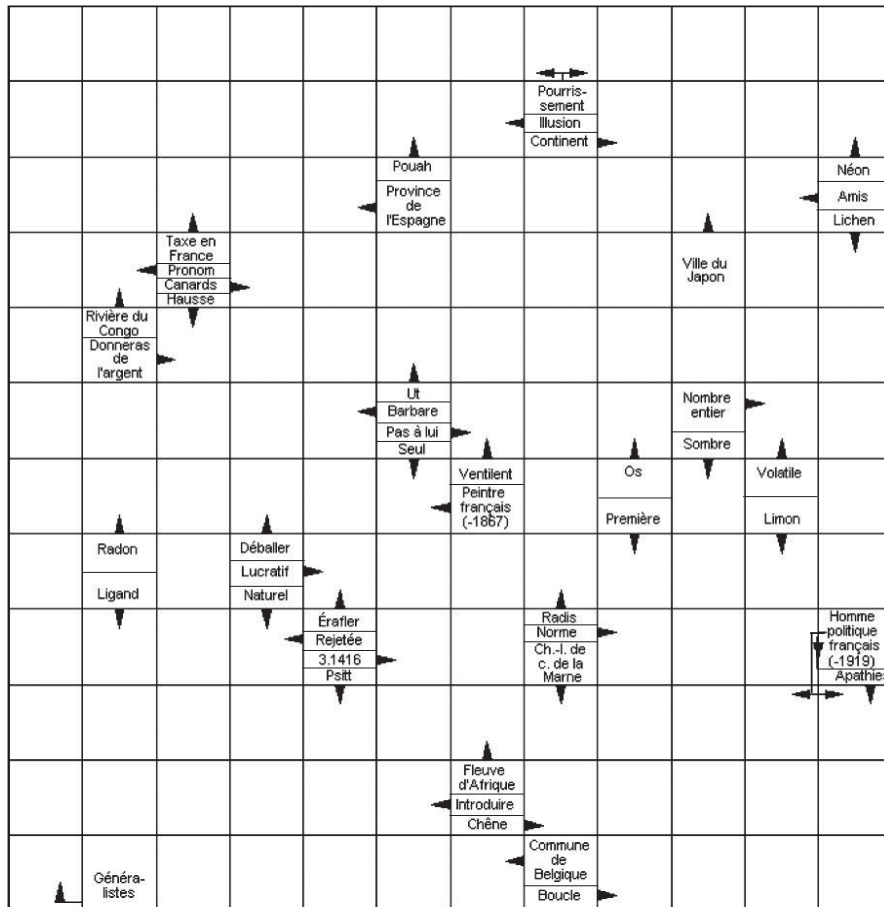 Pourris-
sement
Illusion
Continent
Pouah
Province
de
l'Espagne
Néon
Amis
Lichen
Taxe en
France
Pronom
Canards
Hausse
Ville du
Japon
Rivière du
Congo
Donneras
de
l'argent
Ut
Barbare
Pas à lui
Seul
Nombre
entier
Sombre
Ventilent
Peintre
français
(-1867)
Os
Première
Volatile
Limon
Radon
Ligand
Déballer
Lucratif
Naturel
Érafler
Rejetée
3.1416
Psitt
Radis
Norme
Ch.-l. de
c. de la
Marne
Homme
politique
français
(-1919)
Apathies
Fleuve
d'Afrique
Introduire
Chêne
Commune
de
Belgique
Boucle
Généra-
listes